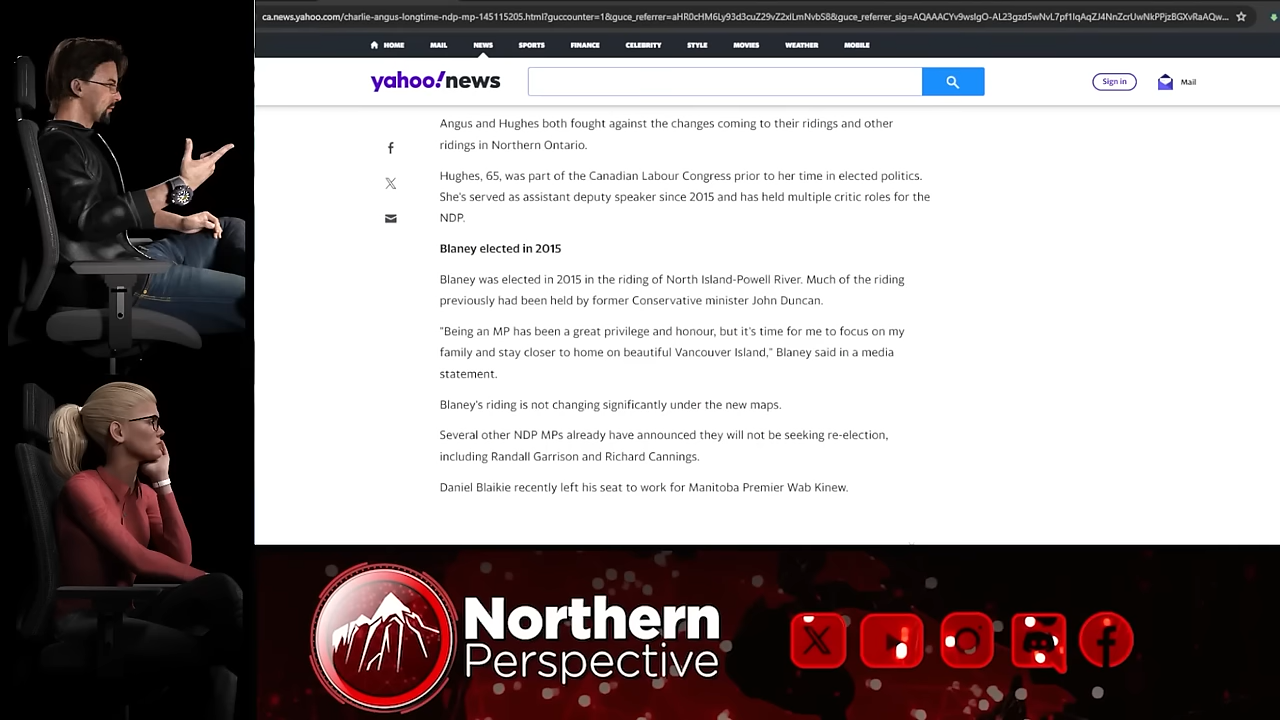 ca.news.yahoo.com/charlie-angus-longtime-ndp-mp-145115205.html?guccounter=1&guce_referrer=aHR0cHM6Ly93d3cuZ29vZ2xlLmNvbS8&guce_referrer_sig=AQAAACYv9wsIgO-AL23gzd5wNvL7pf1IqAqZJ4NnZcrUwNkPPjzBGXvRaAQw...
HOME MAIL NEWS SPORTS FINANCE CELEBRITY STYLE MOVIES WEATHER MOBILE
yahoo!news
Sign in
Mail
Angus and Hughes both fought against the changes coming to their ridings and other
ridings in Northern Ontario.
Hughes, 65, was part of the Canadian Labour Congress prior to her time in elected politics.
She's served as assistant deputy speaker since 2015 and has held multiple critic roles for the
NDP.
Blaney elected in 2015
Blaney was elected in 2015 in the riding of North Island-Powell River. Much of the riding
previously had been held by former Conservative minister John Duncan.
"Being an MP has been a great privilege and honour, but it's time for me to focus on my
family and stay closer to home on beautiful Vancouver Island," Blaney said in a media
statement.
Blaney's riding is not changing significantly under the new maps.
Several other NDP MPs already have announced they will not be seeking re-election,
including Randall Garrison and Richard Cannings.
Daniel Blaikie recently left his seat to work for Manitoba Premier Wab Kinew.
Northern
Perspective